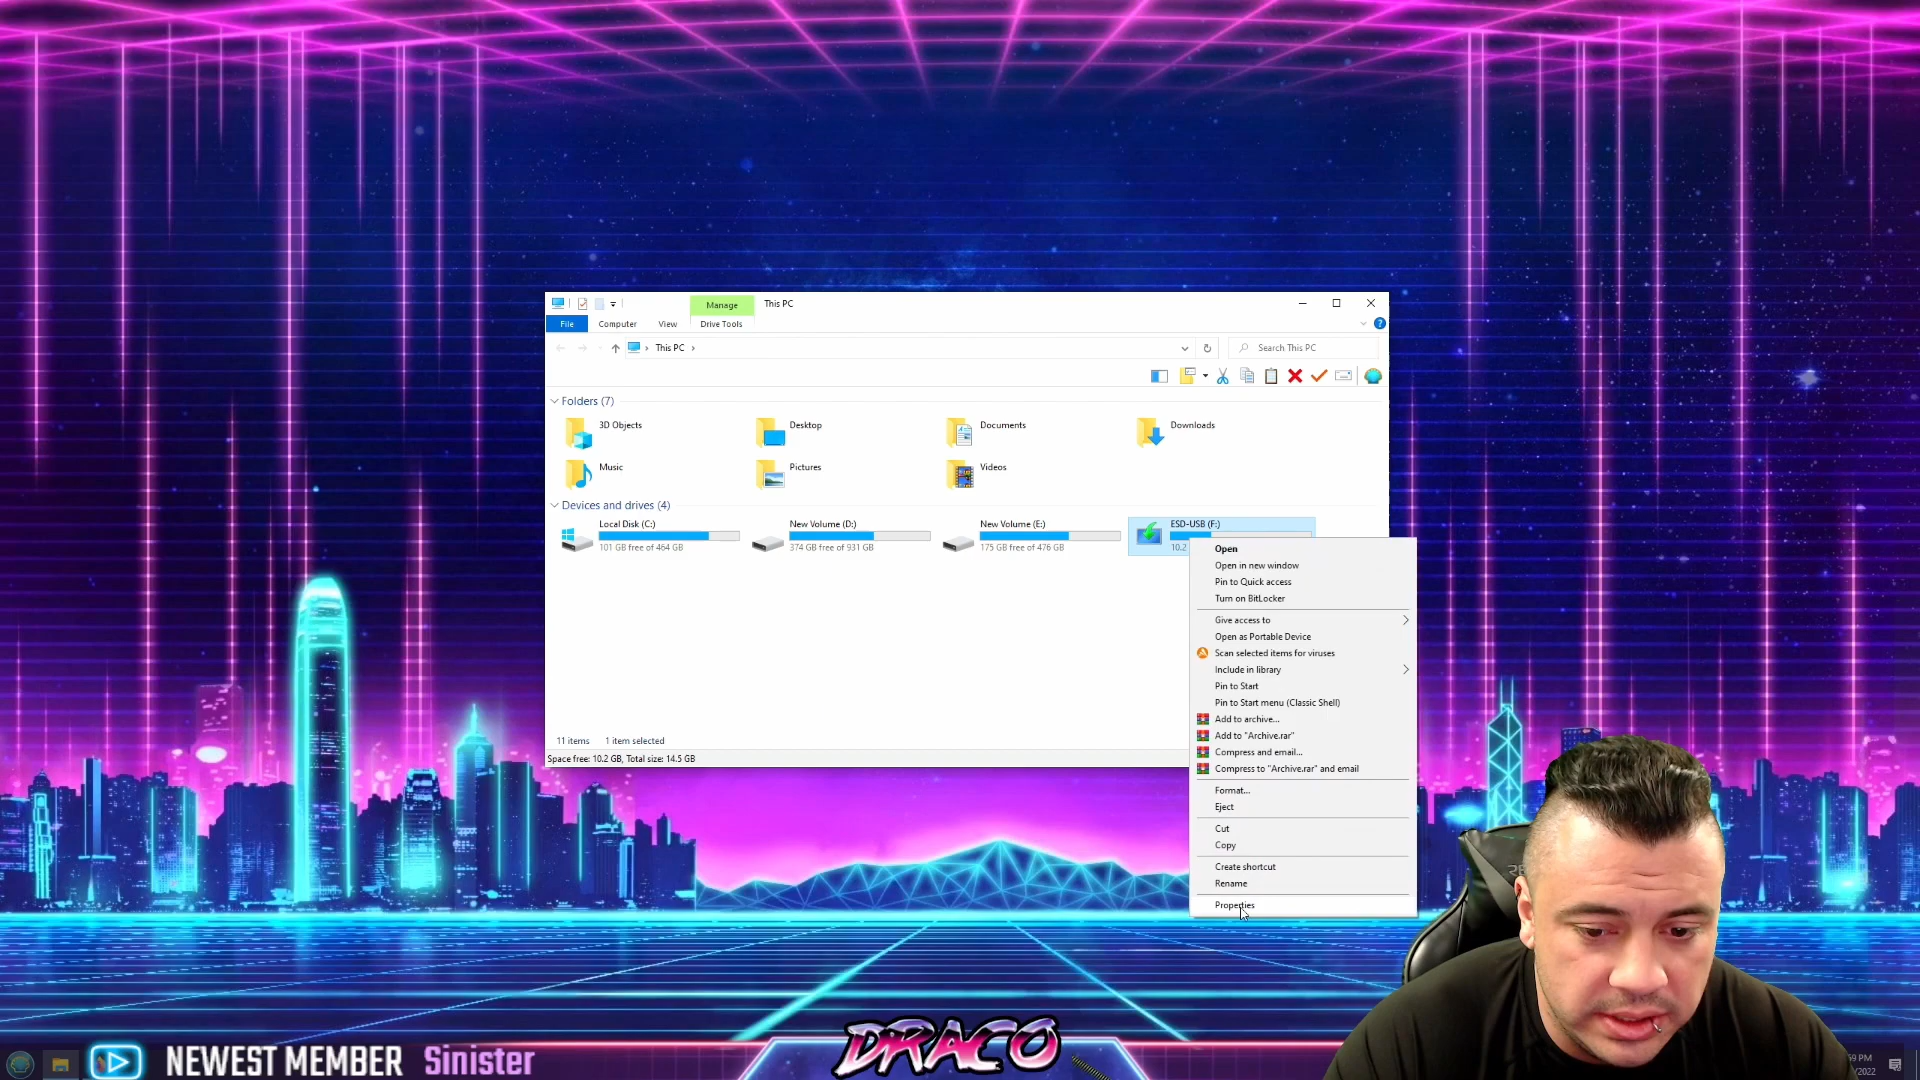 Manage
This PC
File
Computer
View
Drive Tools
This PC
Search This PC
Folders (7)
3D Objects
Desktop
Documents
Downloads
Music
Pictures
Videos
Devices and drives (4)
Local Disk (C:)
101 GB free of 464 GB
New Volume (D:)
374 GB free of 931 GB
New Volume (E:)
175 GB free of 476 GB
ESD-USB (F:)
10.2
Open
Open in new window
Pin to Quick access
Turn on BitLocker
Give access to
Open as Portable Device
Scan selected items for viruses
Include in library
Pin to Start
Pin to Start menu (Classic Shell)
Add to archive...
Add to "Archive.rar"
Compress and email...
Compress to "Archive.rar" and email
Format...
Eject
Cut
Copy
Create shortcut
Rename
Properties
11 items
1 item selected
Space free: 10.2 GB, Total size: 14.5 GB
NEWEST MEMBER Sinister
DRACO
59 PM
/2022